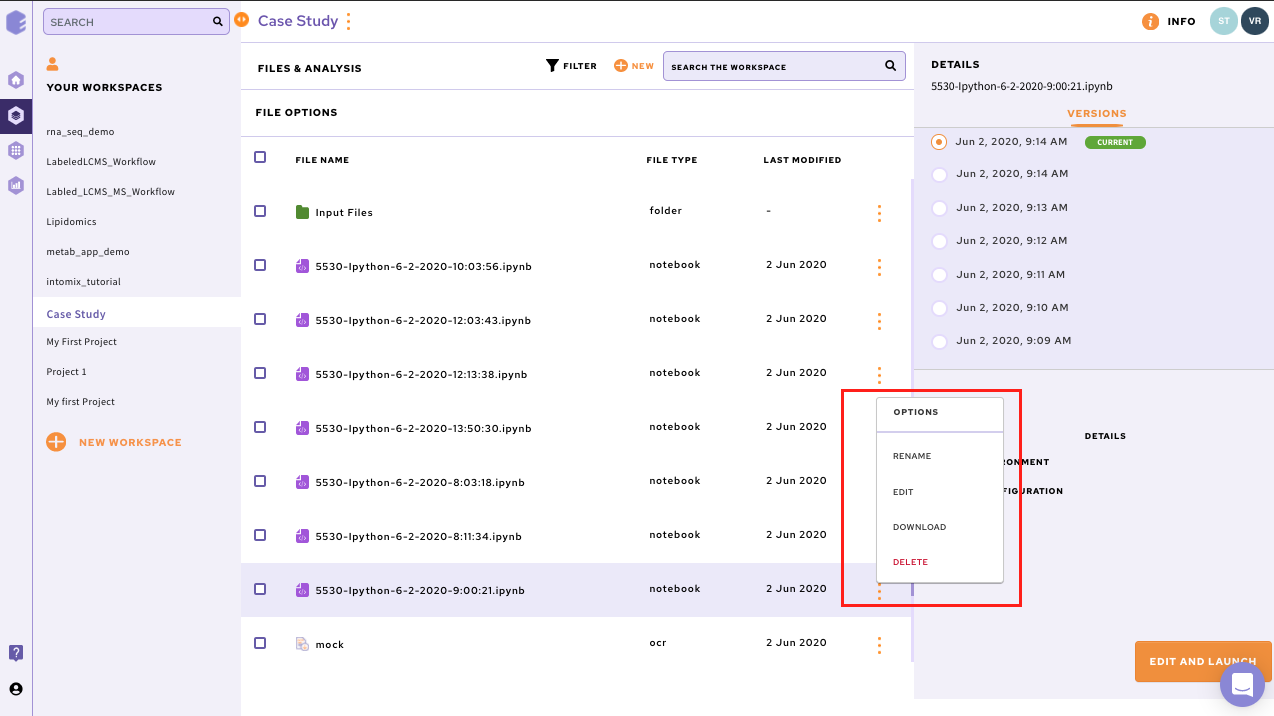 SEARCH
Case Study
INFO
ST
VR
YOUR WORKSPACES
rna_seq_demo
LabeledLCMS_Workflow
Labled_LCMS_MS_Workflow
Lipidomics
metab_app_demo
intomix_tutorial
Case Study
My First Project
Project 1
My first Project
NEW WORKSPACE
FILES & ANALYSIS
FILTER
NEW
SEARCH THE WORKSPACE
FILE OPTIONS
FILE NAME FILE TYPE LAST MODIFIED
Input Files folder -
5530-Ipython-6-2-2020-10:03:56.ipynb notebook 2 Jun 2020
5530-Ipython-6-2-2020-12:03:43.ipynb notebook 2 Jun 2020
5530-Ipython-6-2-2020-12:13:38.ipynb notebook 2 Jun 2020
5530-Ipython-6-2-2020-13:50:30.ipynb notebook 2 Jun 2020
5530-Ipython-6-2-2020-8:03:18.ipynb notebook 2 Jun 2020
5530-Ipython-6-2-2020-8:11:34.ipynb notebook 2 Jun 2020
5530-Ipython-6-2-2020-9:00:21.ipynb notebook 2 Jun 2020
mock ocr 2 Jun 2020
OPTIONS
RENAME
EDIT
DOWNLOAD
DELETE
DETAILS
5530-Ipython-6-2-2020-9:00:21.ipynb
VERSIONS
Jun 2, 2020, 9:14 AM CURRENT
Jun 2, 2020, 9:14 AM
Jun 2, 2020, 9:13 AM
Jun 2, 2020, 9:12 AM
Jun 2, 2020, 9:11 AM
Jun 2, 2020, 9:10 AM
Jun 2, 2020, 9:09 AM
DETAILS
RONMENT
FIGURATION
EDIT AND LAUNCH
?